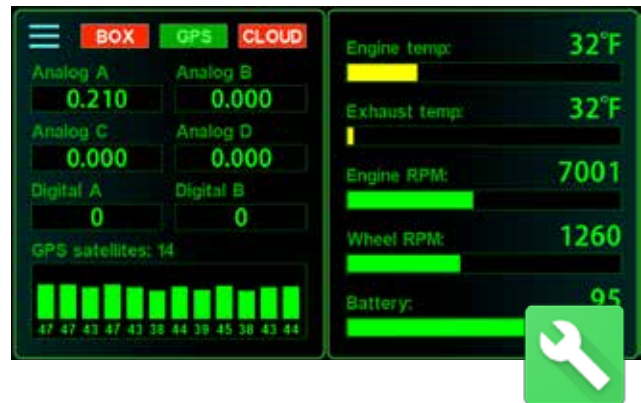 BOX GPS CLOUD
Analog A Analog B
0.210 0.000
Analog C Analog D
0.000 0.000
Digital A Digital B
0 0
GPS satellites: 14
47 47 43 47 43 38 44 39 45 38 43 44
Engine temp: 32°F
Exhaust temp: 32°F
Engine RPM: 7001
Wheel RPM: 1260
Battery: 95